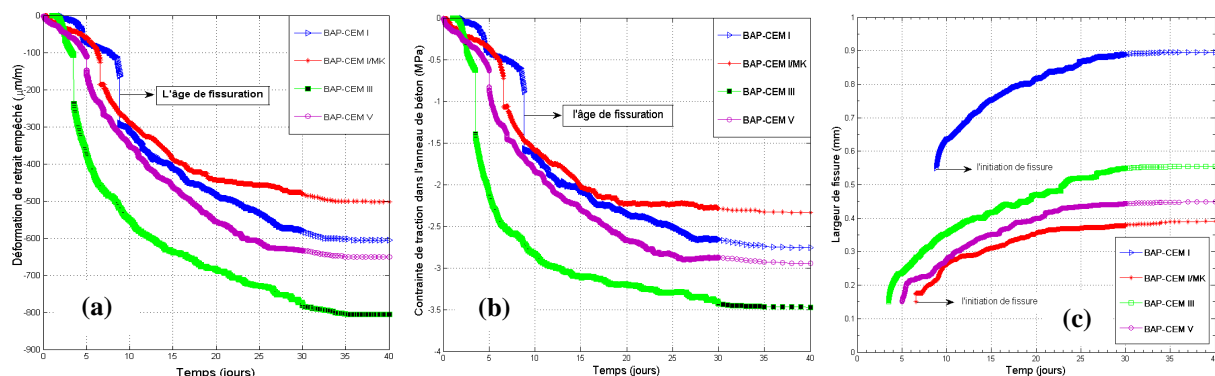 Déformation de retrait empêché (μm/m)
0
-100
-200
-300
-400
-500
-600
-700
-800
-900
0 5 10 15 20 25 30 35 40
Temps (jours)
BAP-CEM I
BAP-CEM I/MK
BAP-CEM III
BAP-CEM V
L'âge de fissuration
(a)
Contrainte de traction dans l'anneau de béton (MPa)
0
-0.5
-1
-1.5
-2
-2.5
-3
-3.5
-4
0 5 10 15 20 25 30 35 40
Temps (jours)
BAP-CEM I
BAP-CEM I/MK
BAP-CEM III
BAP-CEM V
l'âge de fissuration
(b)
Largeur de fissure (mm)
1
0.9
0.8
0.7
0.6
0.5
0.4
0.3
0.2
0.1
0
0 5 10 15 20 25 30 35 40
Temp (jours)
l'initiation de fissure
l'initiation de fissure
BAP-CEM I
BAP-CEM I/MK
BAP-CEM III
BAP-CEM V
(c)